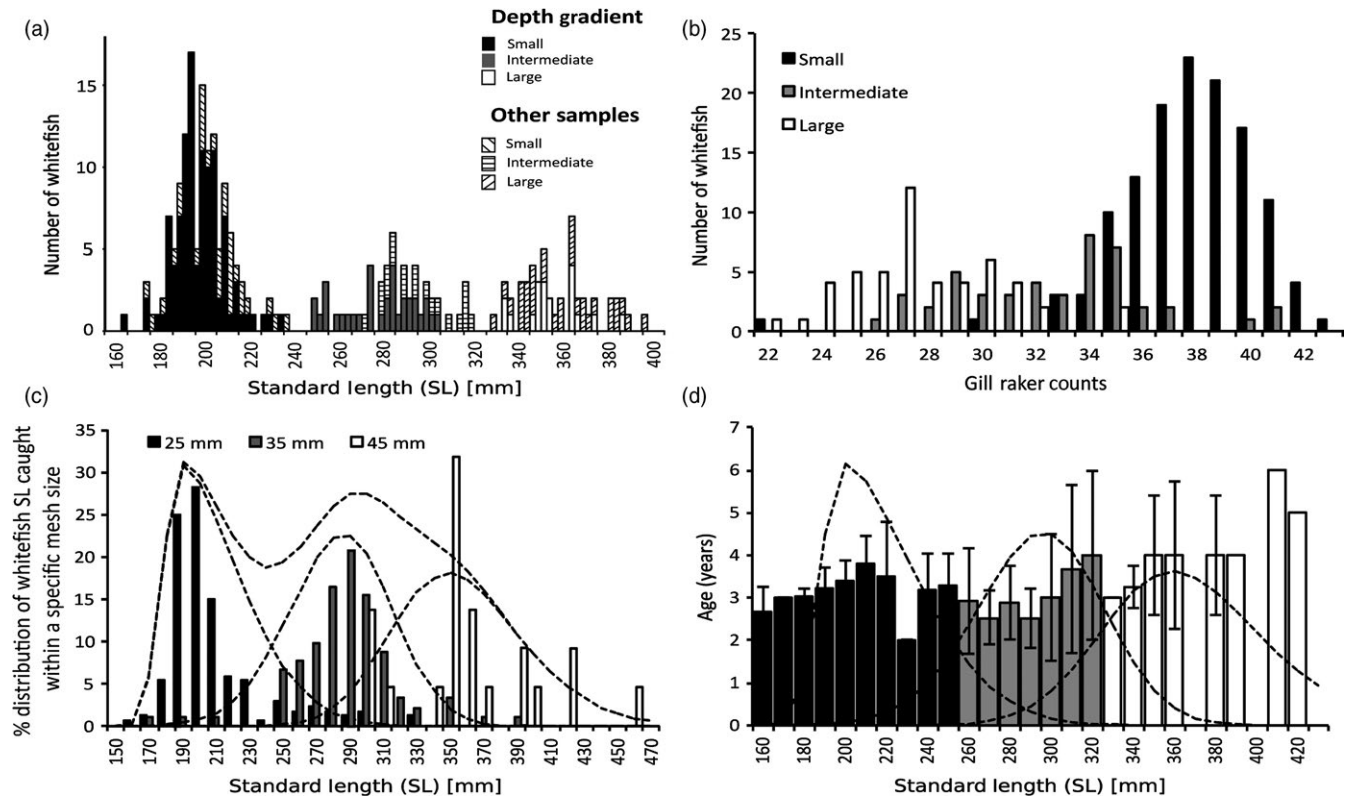 (a)
Number of whitefish
15
10
5
0
160
180
200
220
240
260
280
300
320
340
360
380
400
Standard length (SL) [mm]
Depth gradient
Small
Intermediate
Large
Other samples
Small
Intermediate
Large
(b)
Number of whitefish
25
20
15
10
5
0
Small
Intermediate
Large
22 24 26 28 30 32 34 36 38 40 42
Gill raker counts
(c)
% distribution of whitefish SL caught
within a specific mesh size
35
30
25
20
15
10
5
0
25 mm 35 mm 45 mm
150
170
190
210
230
250
270
290
310
330
350
370
390
410
430
450
470
Standard length (SL) [mm]
(d)
Age (years)
7
6
5
4
3
2
1
0
160
180
200
220
240
260
280
300
320
340
360
380
400
420
Standard length (SL) [mm]